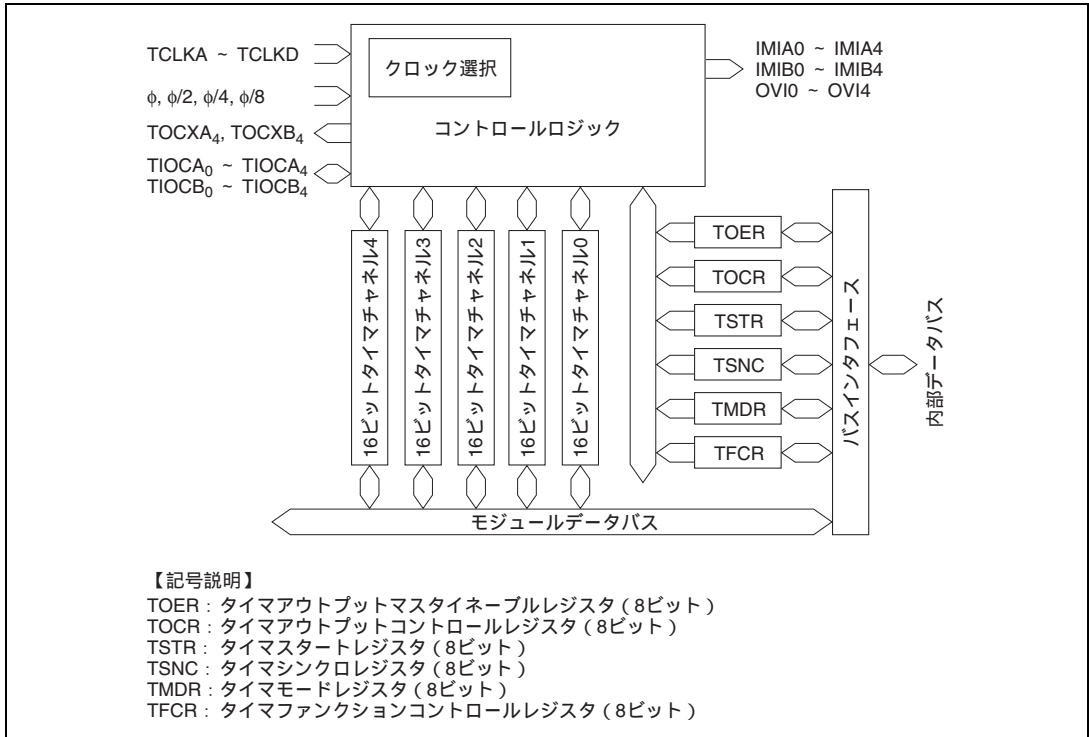 TCLKA ~ TCLKD
φ, φ/2, φ/4, φ/8
TOCXA₄, TOCXB₄
TIOCA₀ ~ TIOCA₄
TIOCB₀ ~ TIOCB₄
クロック選択
コントロールロジック
IMIA0 ~ IMIA4
IMIB0 ~ IMIB4
OVI0 ~ OVI4
16ビットタイマチャネル4
16ビットタイマチャネル3
16ビットタイマチャネル2
16ビットタイマチャネル1
16ビットタイマチャネル0
TOER
TOCR
TSTR
TSNC
TMDR
TFCR
バスインタフェース
内部データバス
モジュールデータバス
【記号説明】
TOER : タイマアウトプットマスタイネーブルレジスタ(8ビット)
TOCR : タイマアウトプットコントロールレジスタ(8ビット)
TSTR : タイマスタートレジスタ(8ビット)
TSNC : タイマシンクロレジスタ(8ビット)
TMDR : タイマモードレジスタ(8ビット)
TFCR : タイマファンクションコントロールレジスタ(8ビット)